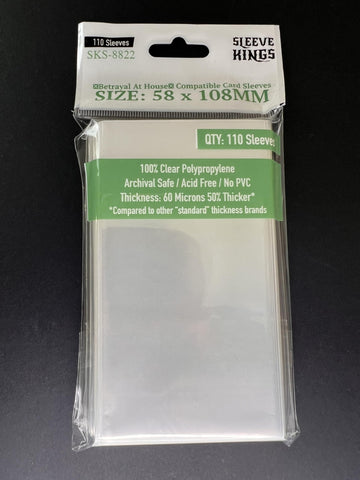 110 Sleeves
SKS-8822
SLEEVE
KINGS
⊠Betrayal At House⊠ Compatible Card Sleeves
SIZE: 58 x 108MM
QTY: 110 Sleeves
100% Clear Polypropylene
Archival Safe / Acid Free / No PVC
Thickness: 60 Microns 50% Thicker*
*Compared to other "standard" thickness brands